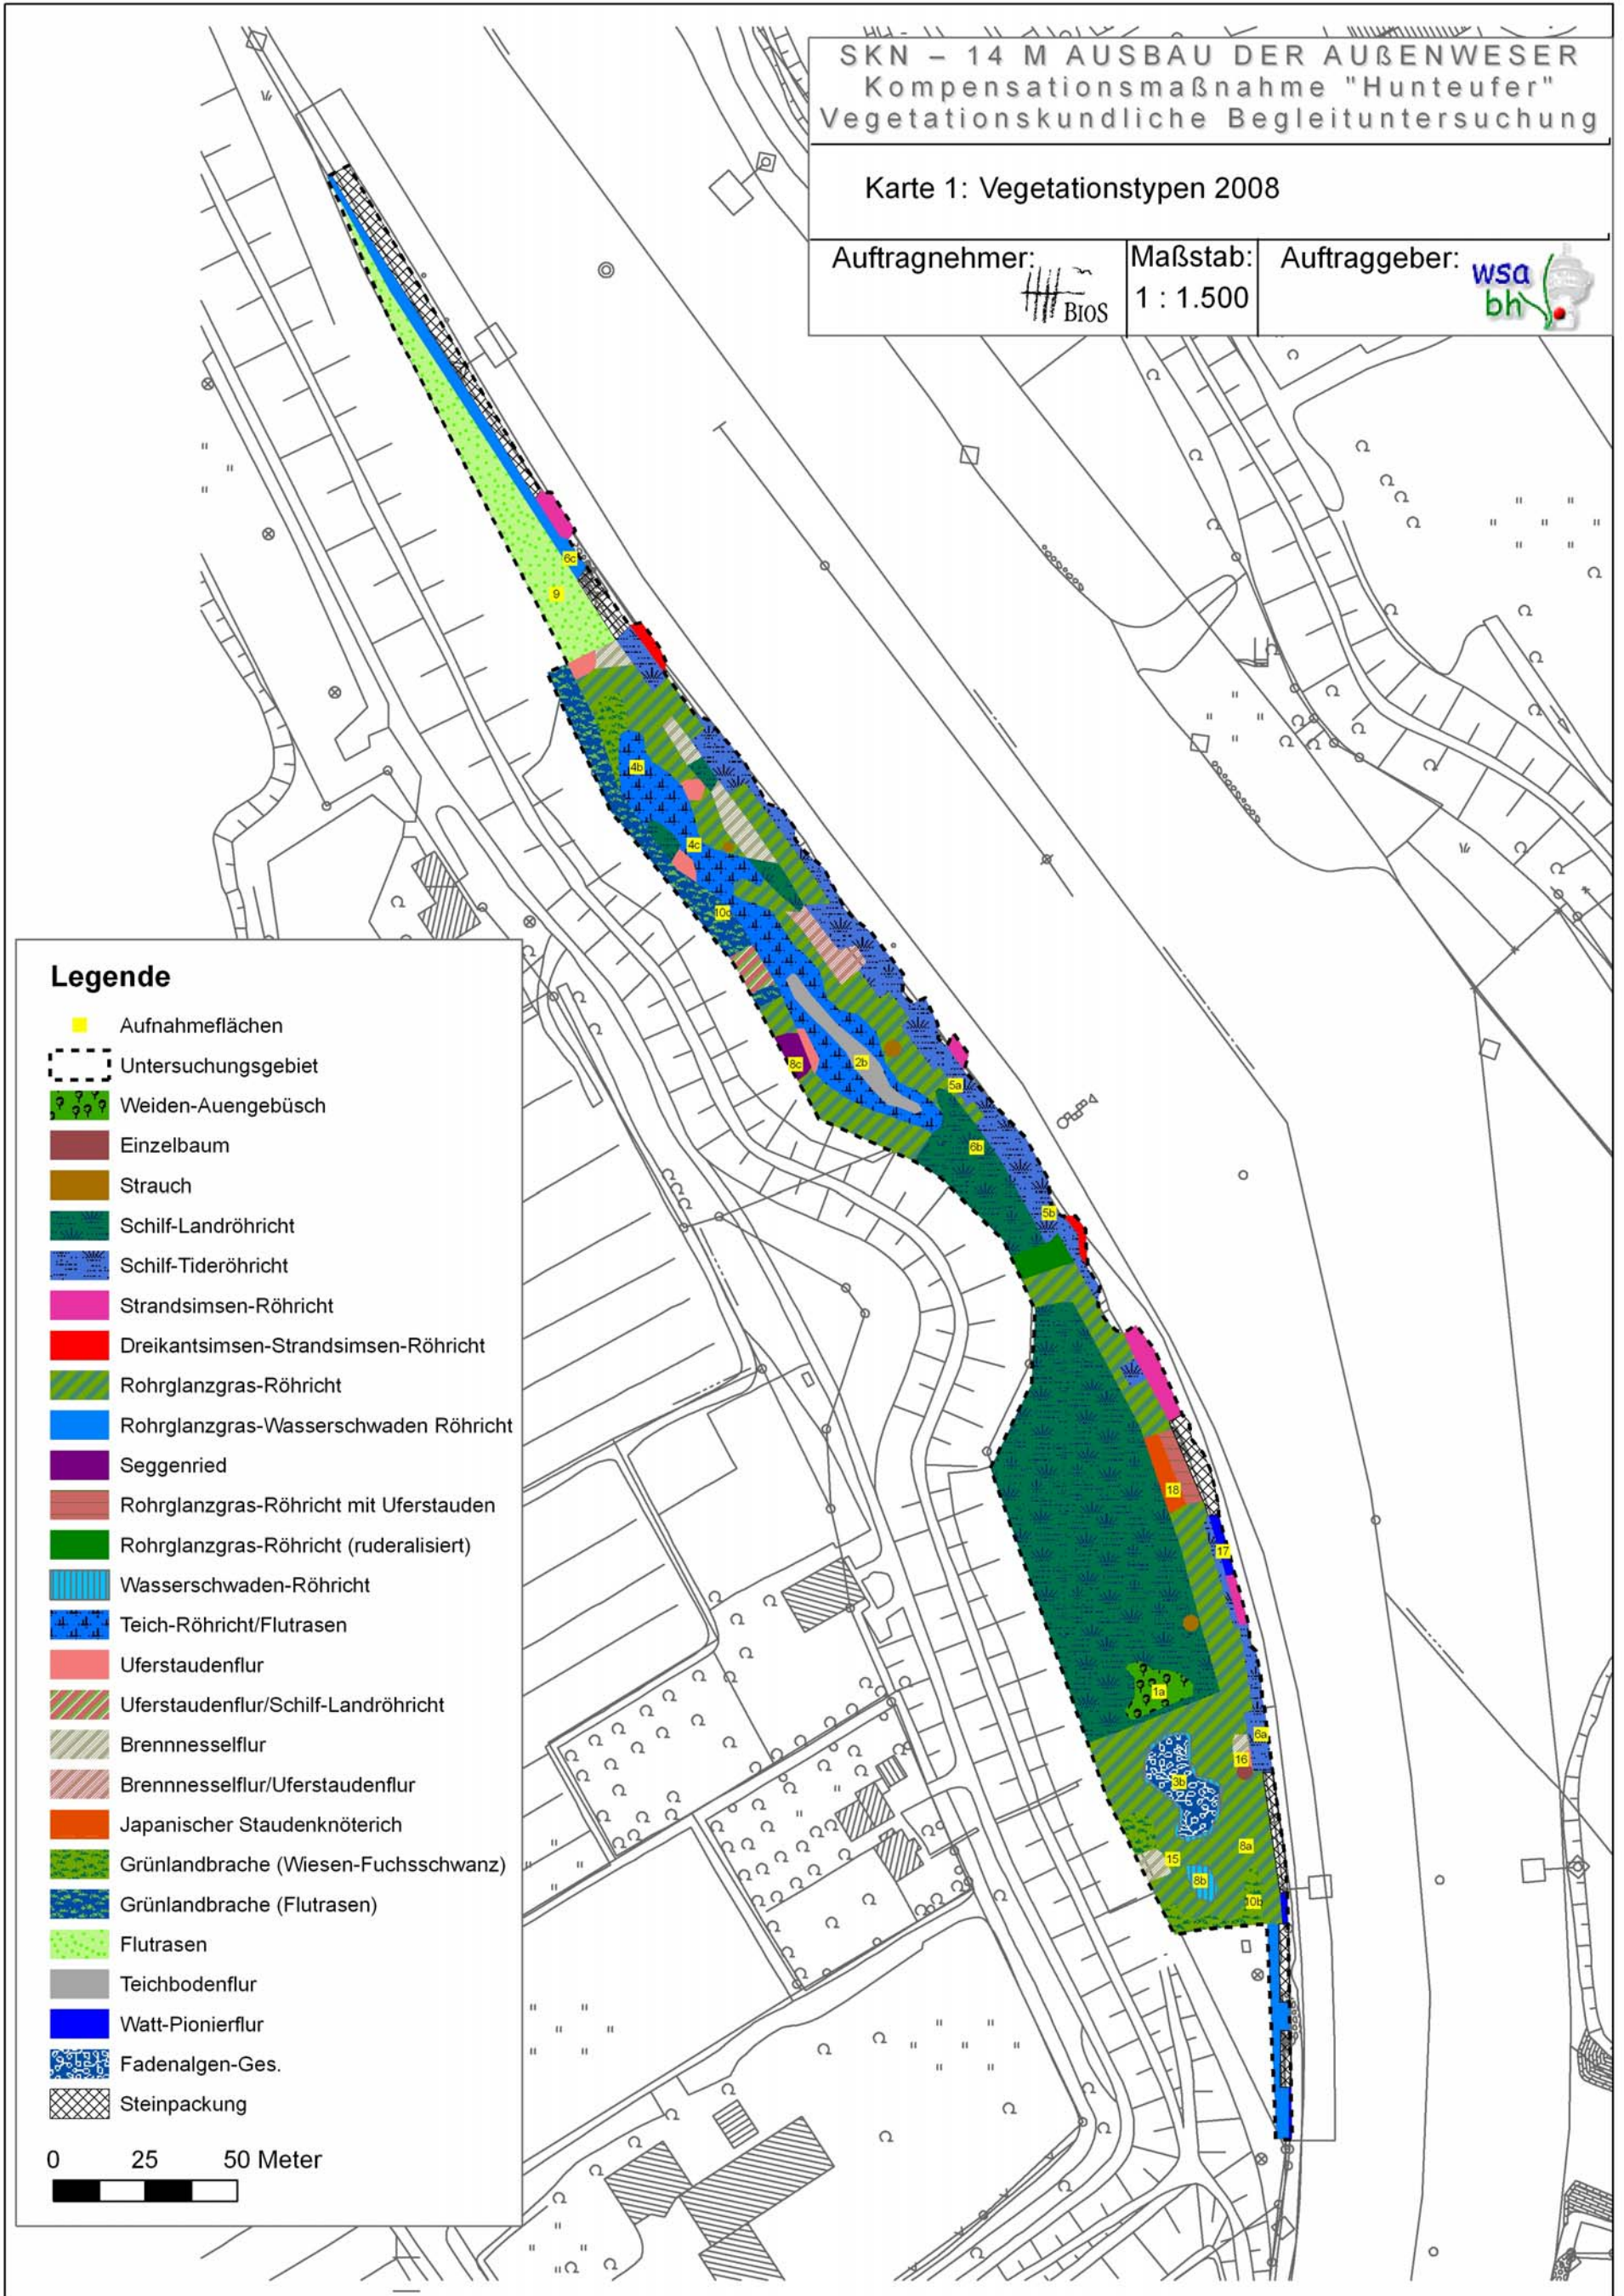 SKN – 14 M AUSBAU DER AUßENWESER
Kompensationsmaßnahme "Hunteufer"
Vegetationskundliche Begleituntersuchung
Karte 1: Vegetationstypen 2008
Auftragnehmer:
BIOS
Maßstab:
1 : 1.500
Auftraggeber:
wsa
bh
6c
9
4b
4c
10c
8c
2b
5a
6b
5b
18
17
1a
6a
16
3b
8a
15
8b
10b
Legende
Aufnahmeflächen
Untersuchungsgebiet
Weiden-Auengebüsch
Einzelbaum
Strauch
Schilf-Landröhricht
Schilf-Tideröhricht
Strandsimsen-Röhricht
Dreikantsimsen-Strandsimsen-Röhricht
Rohrglanzgras-Röhricht
Rohrglanzgras-Wasserschwaden Röhricht
Seggenried
Rohrglanzgras-Röhricht mit Uferstauden
Rohrglanzgras-Röhricht (ruderalisiert)
Wasserschwaden-Röhricht
Teich-Röhricht/Flutrasen
Uferstaudenflur
Uferstaudenflur/Schilf-Landröhricht
Brennnesselflur
Brennnesselflur/Uferstaudenflur
Japanischer Staudenknöterich
Grünlandbrache (Wiesen-Fuchsschwanz)
Grünlandbrache (Flutrasen)
Flutrasen
Teichbodenflur
Watt-Pionierflur
Fadenalgen-Ges.
Steinpackung
0 25 50 Meter